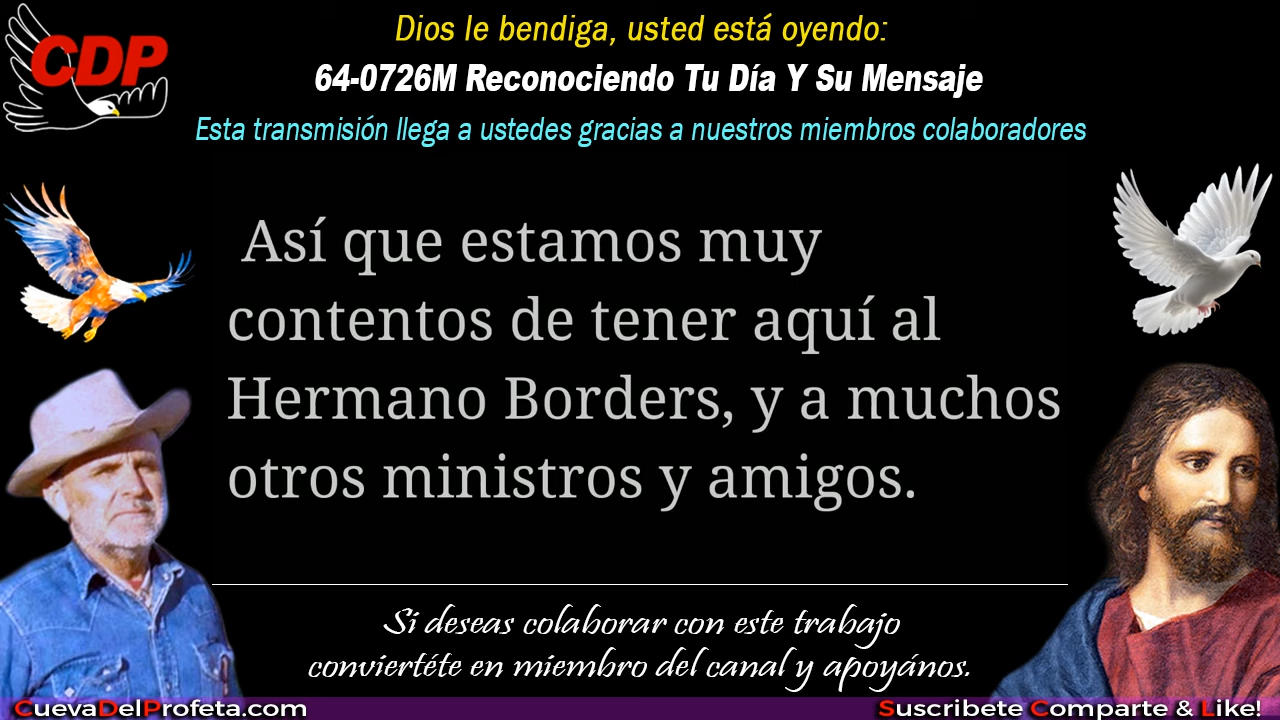 CDP
Dios le bendiga, usted está oyendo:
64-0726M Reconociendo Tu Día Y Su Mensaje
Esta transmisión llega a ustedes gracias a nuestros miembros colaboradores
Así que estamos muy
contentos de tener aquí al
Hermano Borders, y a muchos
otros ministros y amigos.
Si deseas colaborar con este trabajo
conviertéte en miembro del canal y apoyános.
CuevaDelProfeta.com
Suscribete Comparte & Like!